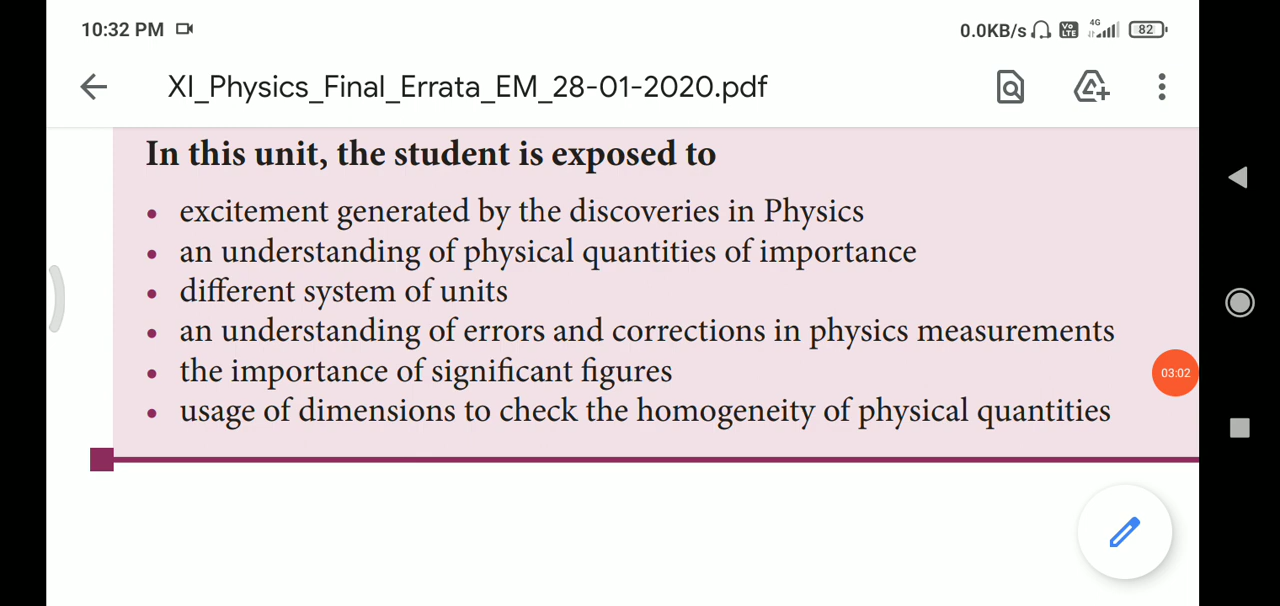 10:32 PM 0.0KB/s Vo LTE 4G 82
XI_Physics_Final_Errata_EM_28-01-2020.pdf
In this unit, the student is exposed to
• excitement generated by the discoveries in Physics
• an understanding of physical quantities of importance
• different system of units
• an understanding of errors and corrections in physics measurements
• the importance of significant figures
03:02
• usage of dimensions to check the homogeneity of physical quantities